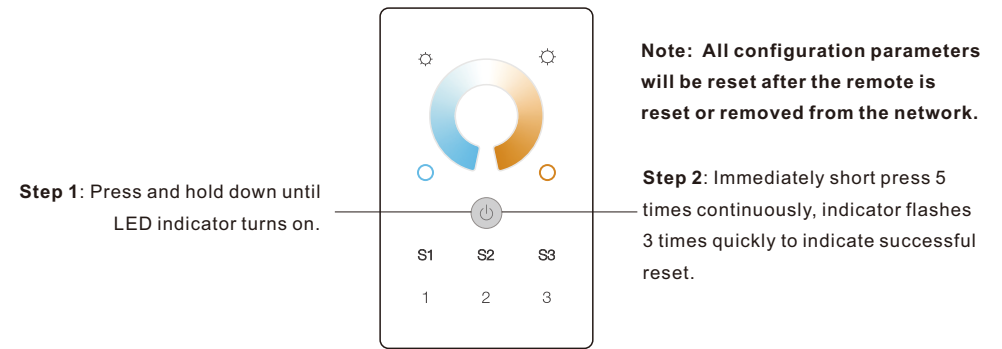 Step 1: Press and hold down until
LED indicator turns on.
S1 S2 S3
1 2 3
Note: All configuration parameters
will be reset after the remote is
reset or removed from the network.
Step 2: Immediately short press 5
times continuously, indicator flashes
3 times quickly to indicate successful
reset.